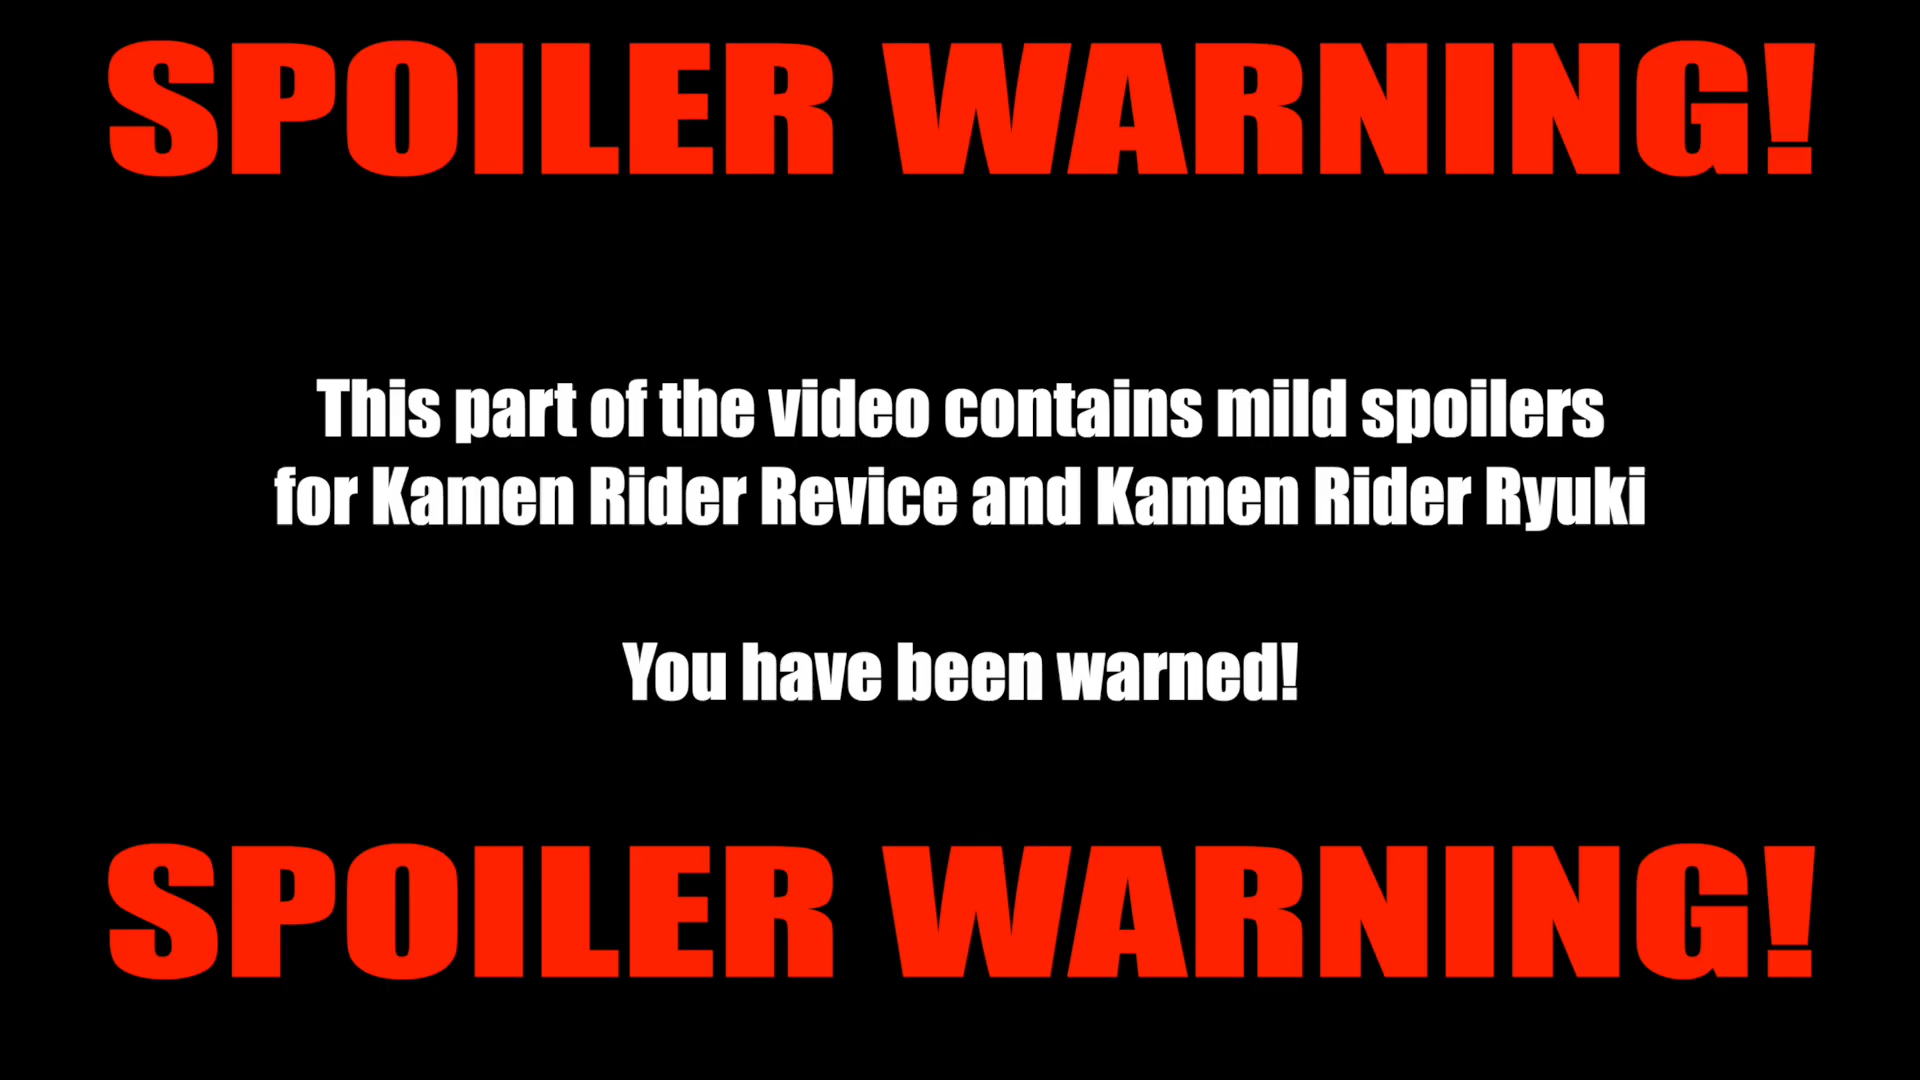 SPOILER WARNING!
This part of the video contains mild spoilers
for Kamen Rider Revice and Kamen Rider Ryuki
You have been warned!
SPOILER WARNING!